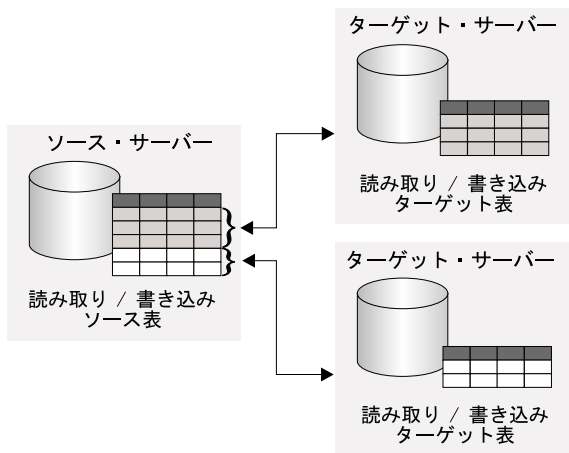 ソース・サーバー
読み取り / 書き込み
ソース表
ターゲット・サーバー
読み取り / 書き込み
ターゲット表
ターゲット・サーバー
読み取り / 書き込み
ターゲット表